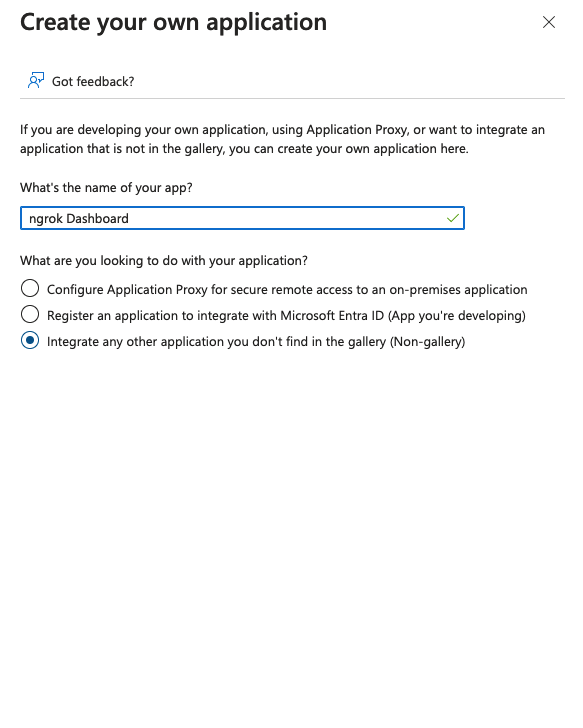 Create your own application
Got feedback?
If you are developing your own application, using Application Proxy, or want to integrate an
application that is not in the gallery, you can create your own application here.
What's the name of your app?
ngrok Dashboard
What are you looking to do with your application?
Configure Application Proxy for secure remote access to an on-premises application
Register an application to integrate with Microsoft Entra ID (App you're developing)
Integrate any other application you don't find in the gallery (Non-gallery)